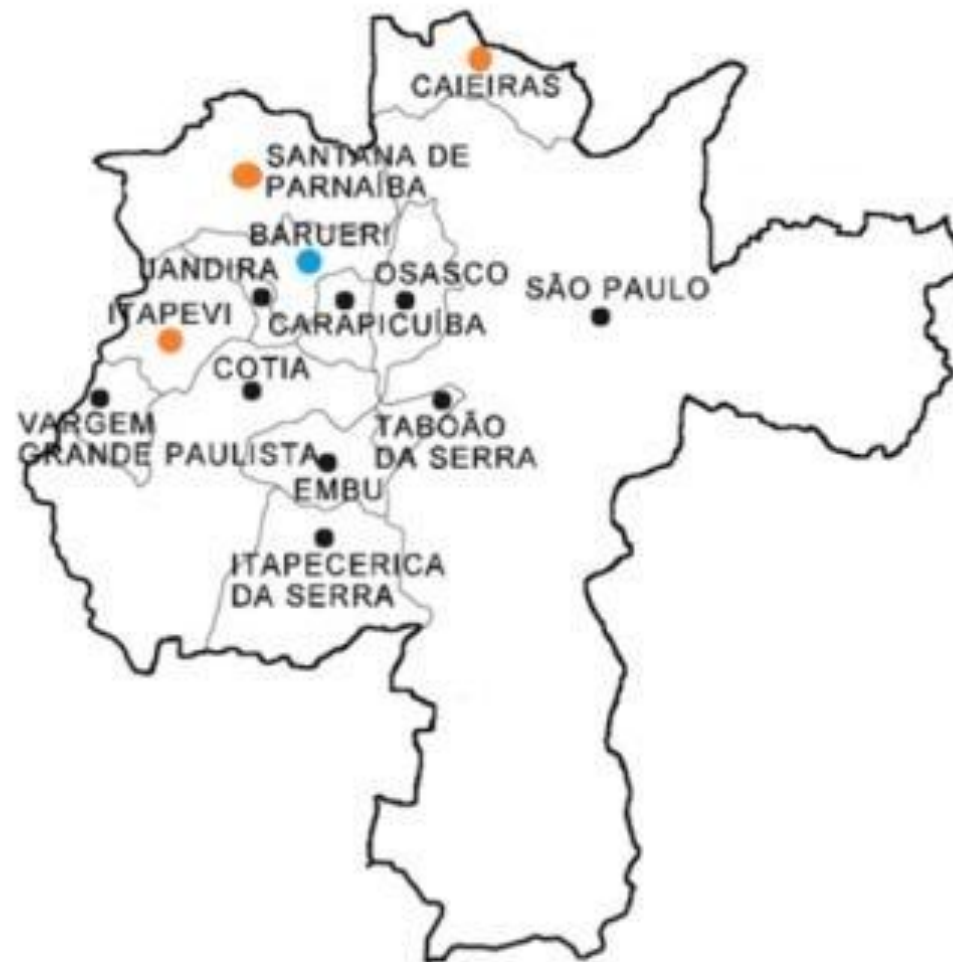 CAIEIRAS
SANTANA DE
PARNAÍBA
BARUERI
JANDIRA
OSASCO
SÃO PAULO
ITAPEVI
CARAPICUÍBA
COTIA
VARGEM
GRANDE PAULISTA
TABOÃO
DA SERRA
EMBU
ITAPECERICA
DA SERRA